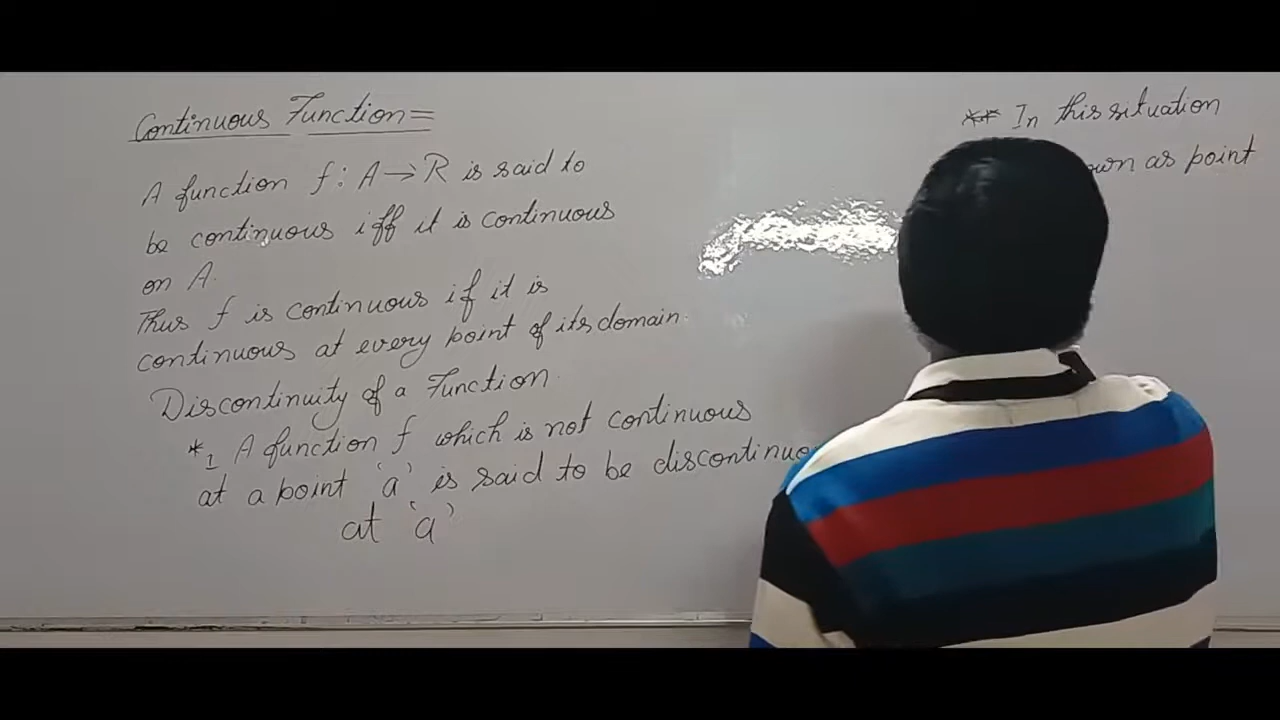 Continuous Function =
A function f : A → R is said to
be continuous iff it is continuous
on A.
Thus f is continuous if it is
continuous at every point of its domain.
Discontinuity of a Function.
*1 A function f which is not continuous
at a point 'a' is said to be
at 'a'
** In this situation
as point